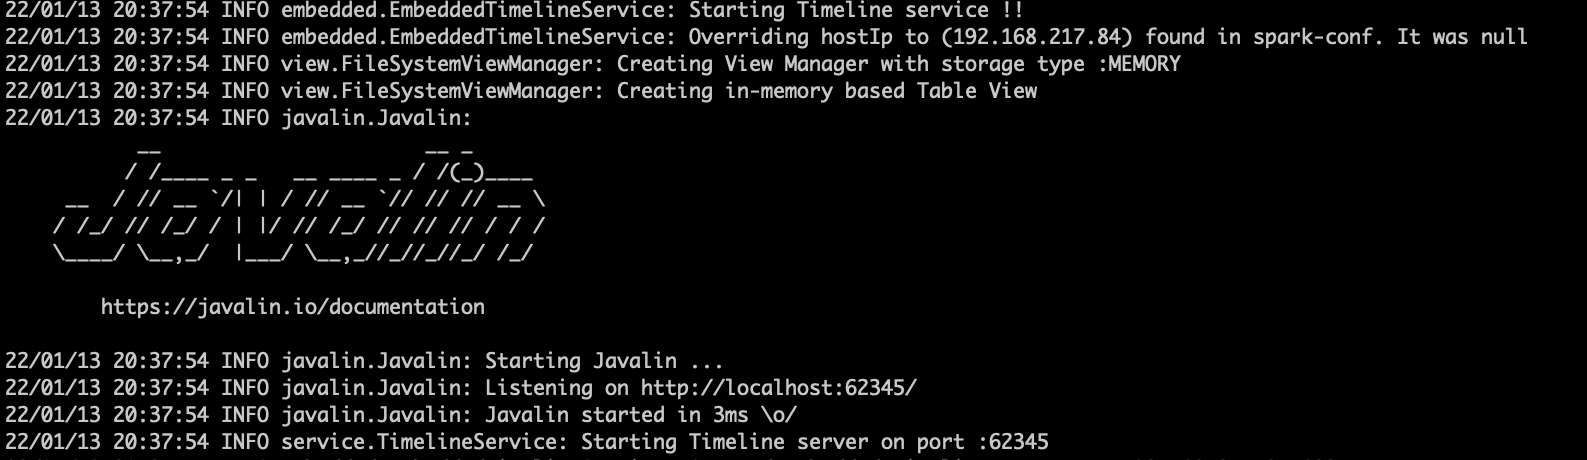 22/01/13 20:37:54 INFO embedded.EmbeddedTimelineService: Starting Timeline service !!
22/01/13 20:37:54 INFO embedded.EmbeddedTimelineService: Overriding hostIp to (192.168.217.84) found in spark-conf. It was null
22/01/13 20:37:54 INFO view.FileSystemViewManager: Creating View Manager with storage type :MEMORY
22/01/13 20:37:54 INFO view.FileSystemViewManager: Creating in-memory based Table View
22/01/13 20:37:54 INFO javalin.Javalin:
           __                      __ _
          / /____ _ _   __ ____ _ / /(_)____
     __  / // __ `/| | / // __ `// // // __ \
    / /_/ // /_/ / | |/ // /_/ // // // / / /
    \____/ \__,_/  |___/ \__,_//_//_//_/ /_/
        https://javalin.io/documentation
22/01/13 20:37:54 INFO javalin.Javalin: Starting Javalin ...
22/01/13 20:37:54 INFO javalin.Javalin: Listening on http://localhost:62345/
22/01/13 20:37:54 INFO javalin.Javalin: Javalin started in 3ms \o/
22/01/13 20:37:54 INFO service.TimelineService: Starting Timeline server on port :62345